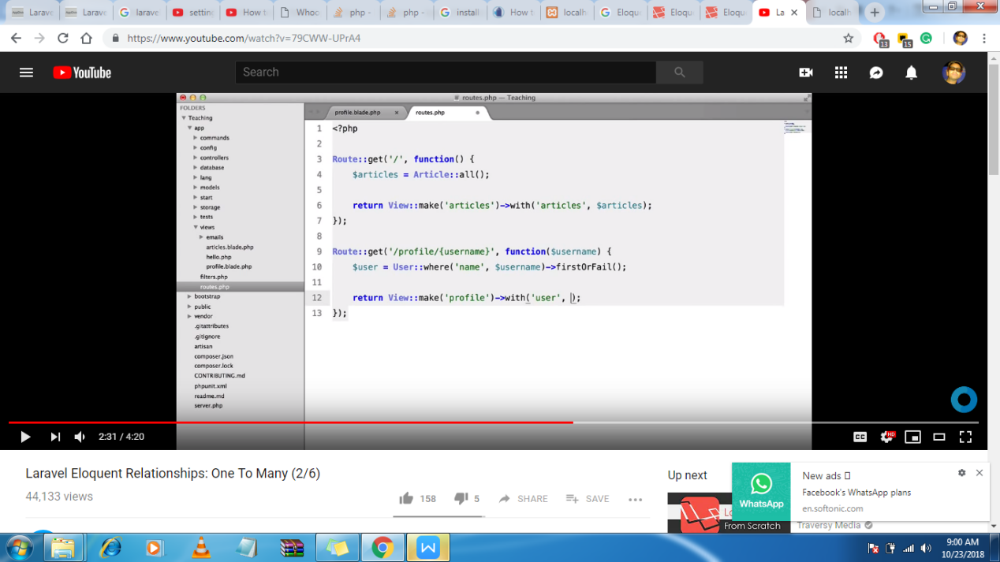 Larave
Larave
larave
setting
How t
Whoo
php -
php -
install
How t
localh
Eloque
Eloqu
Eloqu
La
localh
https://www.youtube.com/watch?v=79CWW-UPrA4
13
15
YouTube
Search
routes.php — Teaching
FOLDERS
Teaching
app
commands
config
controllers
database
lang
models
start
storage
tests
views
emails
articles.blade.php
hello.php
profile.blade.php
filters.php
routes.php
bootstrap
public
vendor
.gitattributes
.gitignore
artisan
composer.json
composer.lock
CONTRIBUTING.md
phpunit.xml
readme.md
server.php
profile.blade.php
routes.php
1 <?php
2
3 Route::get('/', function() {
4 $articles = Article::all();
5
6 return View::make('articles')->with('articles', $articles);
7 });
8
9 Route::get('/profile/{username}', function($username) {
10 $user = User::where('name', $username)->firstOrFail();
11
12 return View::make('profile')->with('user', );
13 });
2:31 / 4:20
CC
HD
Laravel Eloquent Relationships: One To Many (2/6)
44,133 views
158
5
SHARE
SAVE
Up next
Lo
From Scratch
Traversy Media
WhatsApp
New ads
Facebook's WhatsApp plans
en.softonic.com
9:00 AM
10/23/2018